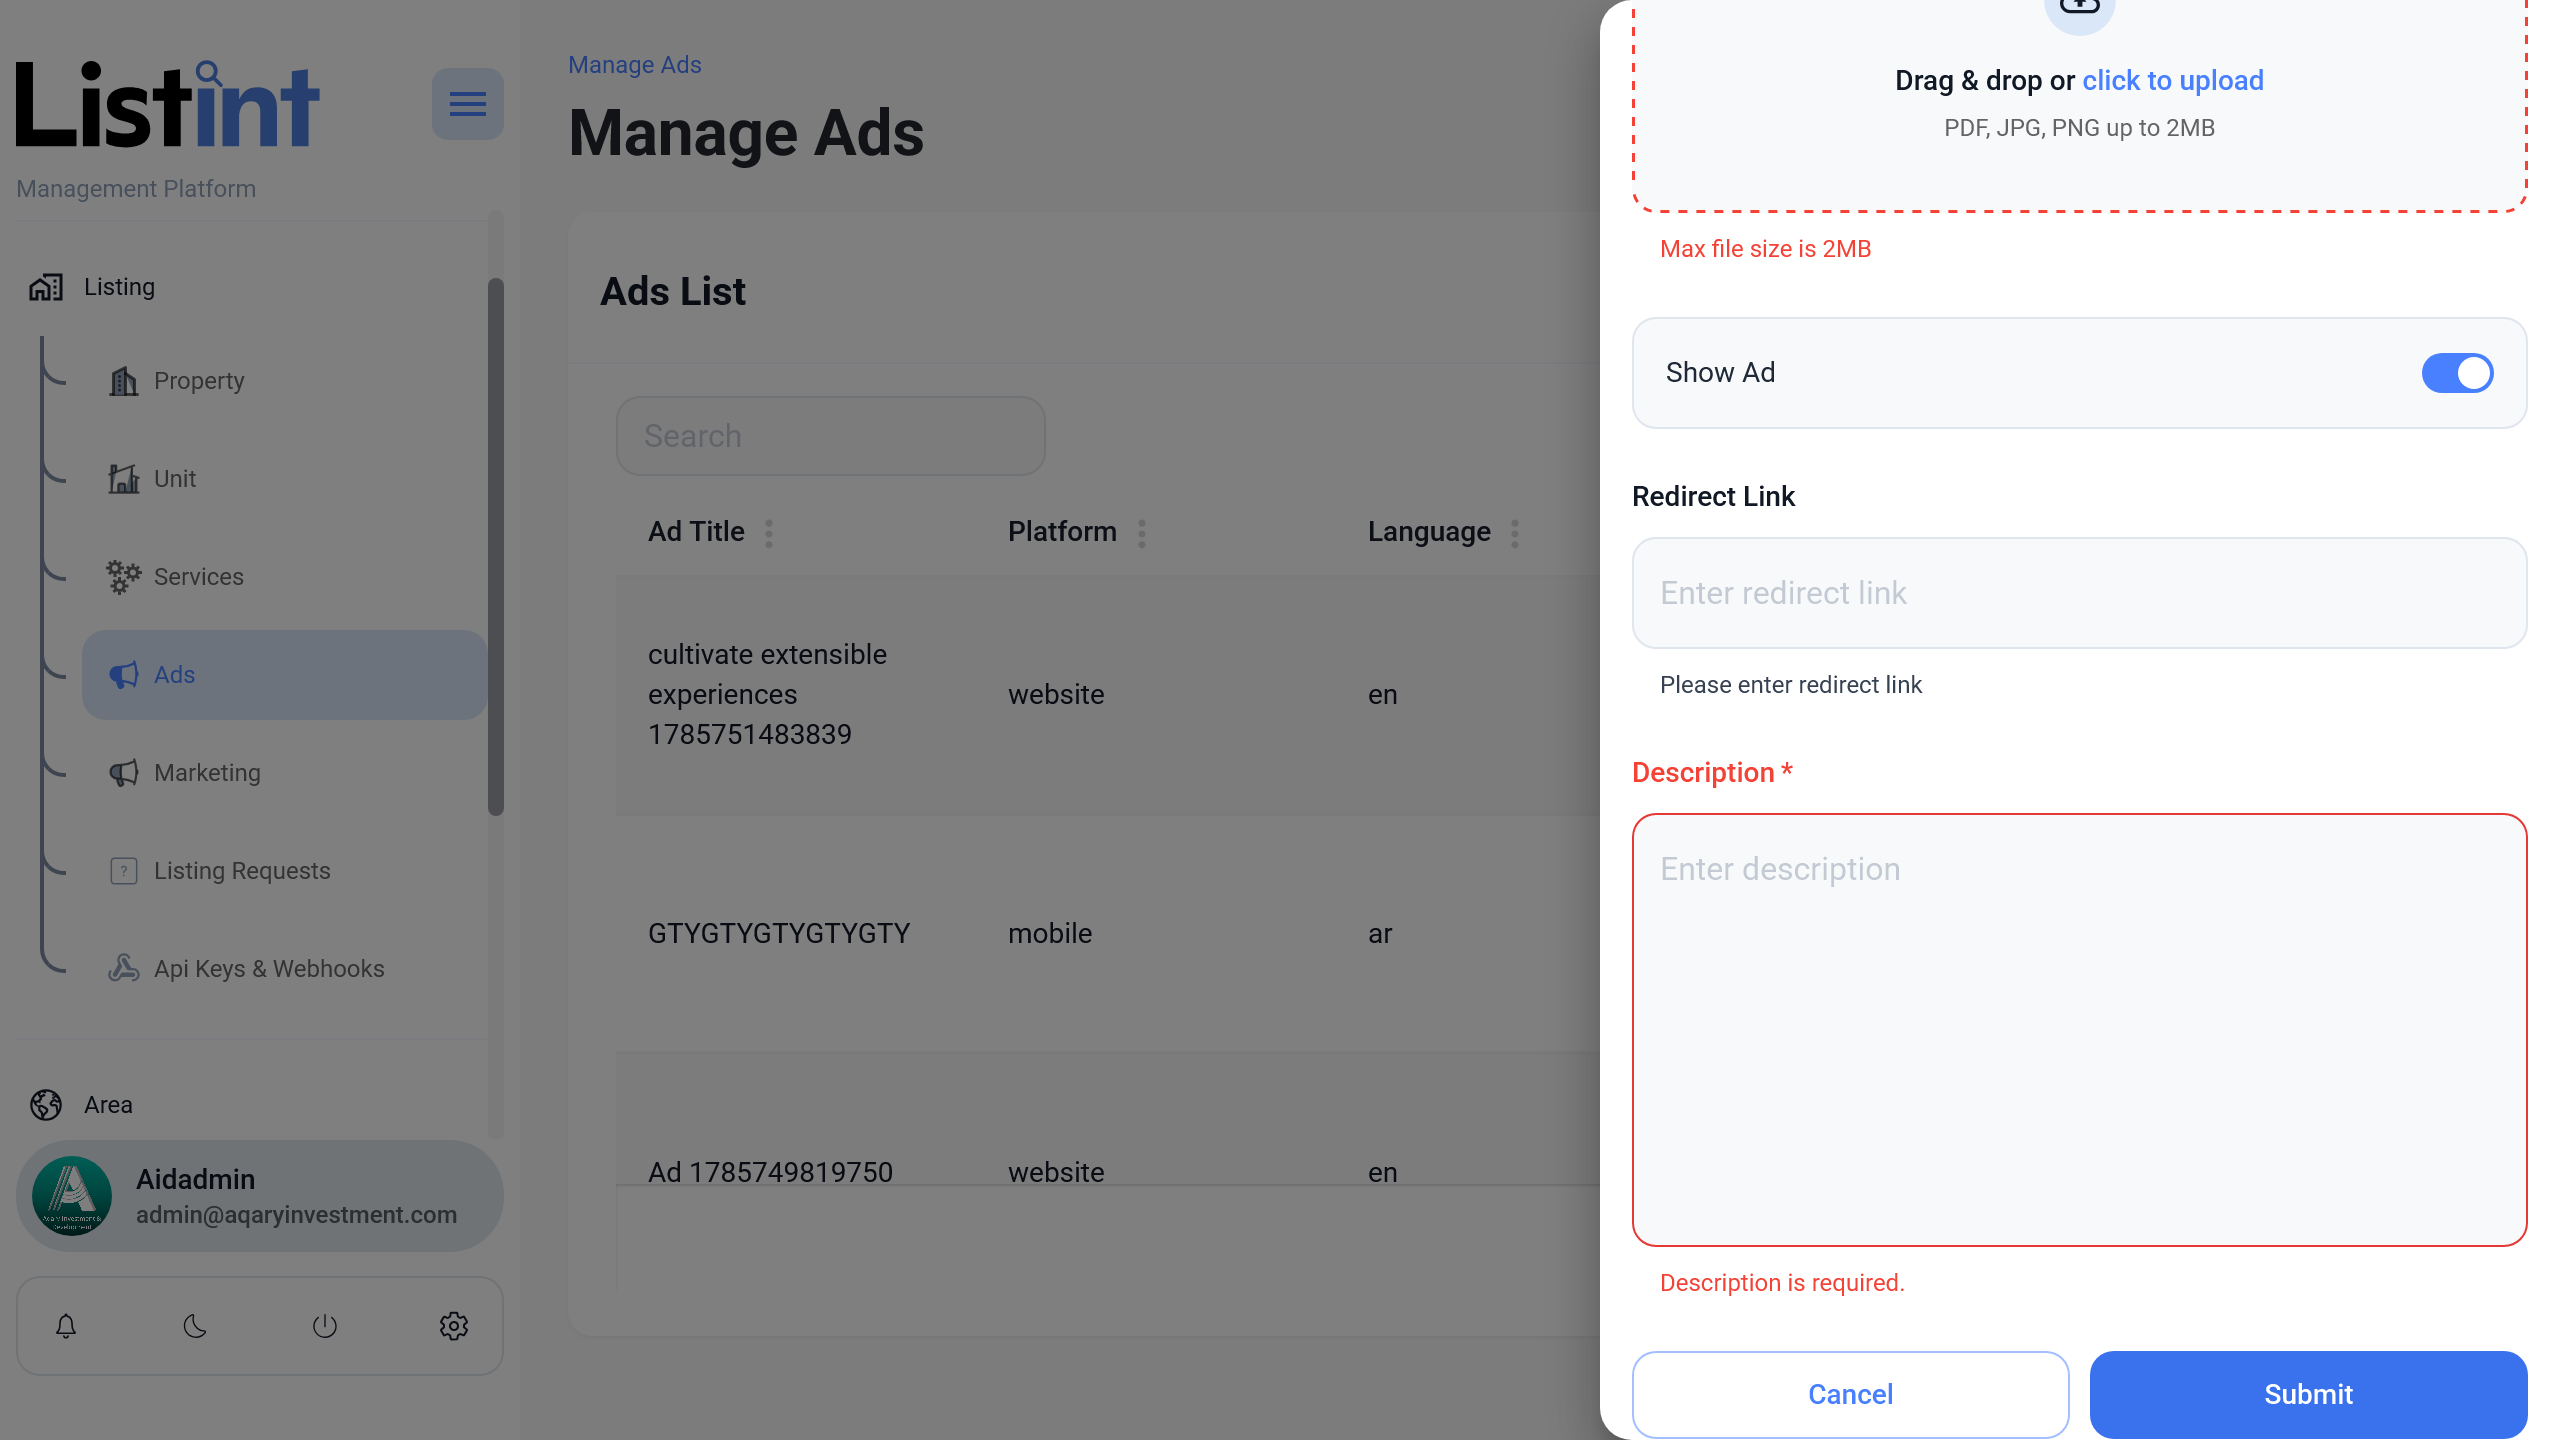 Listint
Management Platform
Listing
Property
Unit
Services
Ads
Marketing
Listing Requests
Api Keys & Webhooks
Area
Aidadmin
admin@aqaryinvestment.com
Manage Ads
Manage Ads
Ads List
Search
Ad Title
Platform
Language
cultivate extensible
experiences
1785751483839
website
en
GTYGTYGTYGTYGTY
mobile
ar
Ad 1785749819750
website
en
Drag & drop or click to upload
PDF, JPG, PNG up to 2MB
Max file size is 2MB
Show Ad
Redirect Link
Enter redirect link
Please enter redirect link
Description *
Enter description
Description is required.
Cancel
Submit